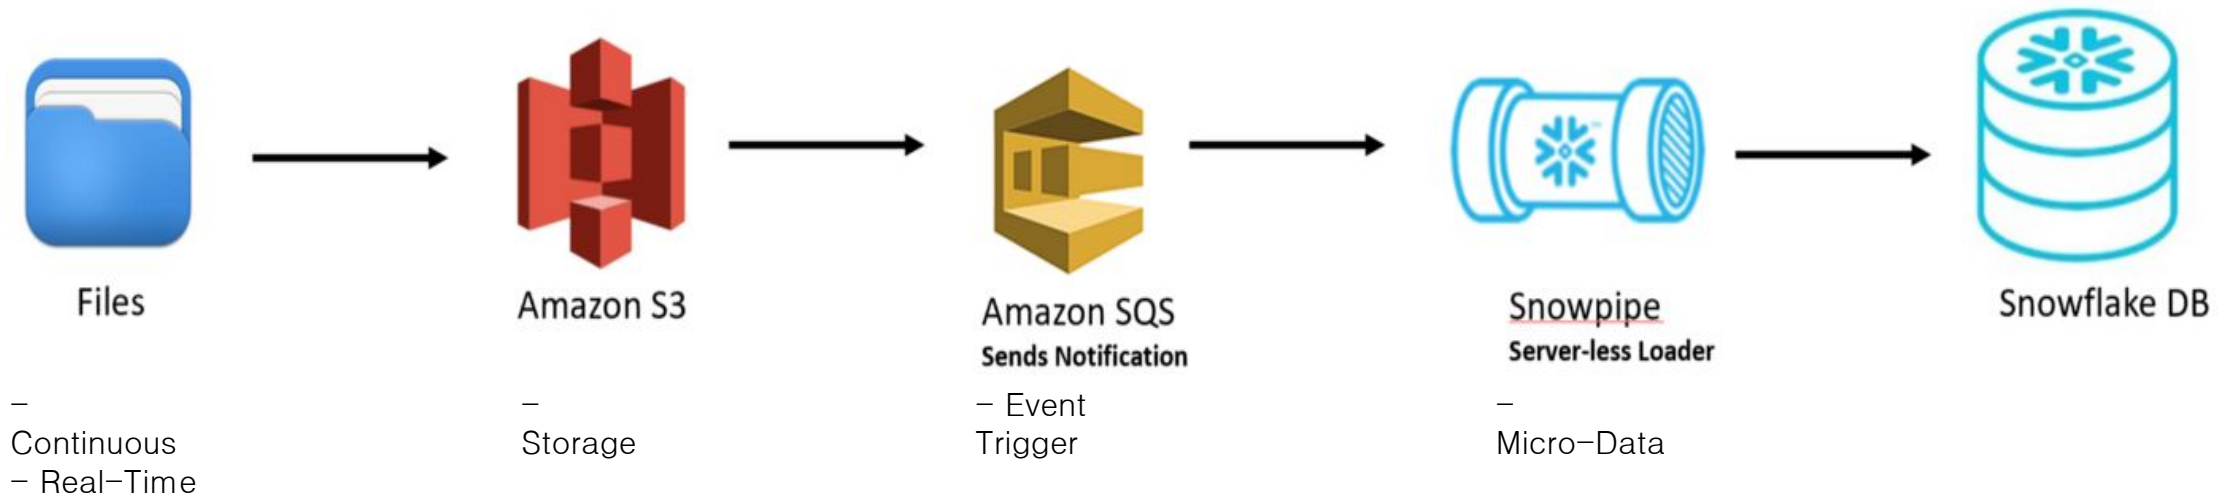 Files
Amazon S3
Amazon SQS
Sends Notification
Snowpipe
Server-less Loader
Snowflake DB
-
Continuous
- Real-Time
-
Storage
- Event
Trigger
-
Micro-Data